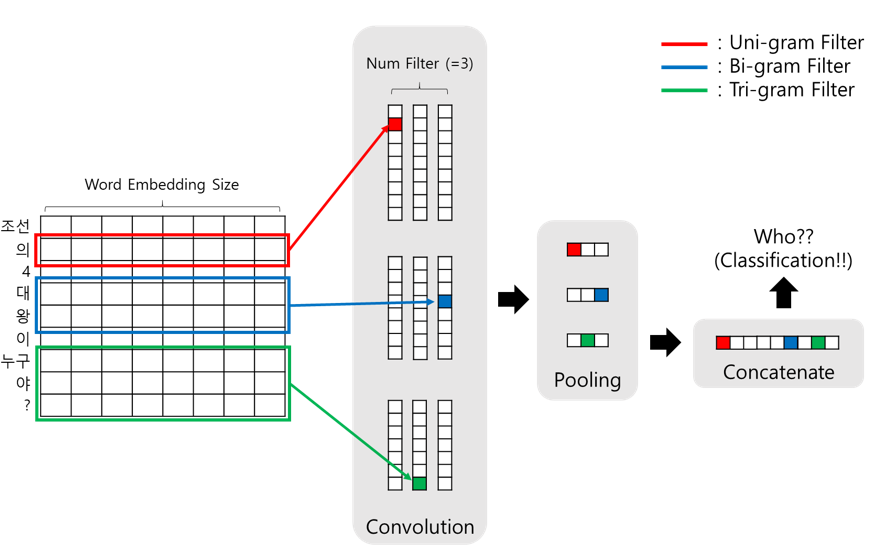 : Uni-gram Filter
: Bi-gram Filter
: Tri-gram Filter
Num Filter (=3)
Word Embedding Size
조선
의
4
대
왕
이
누구
야
?
Convolution
Pooling
Who??
(Classification!!)
Concatenate